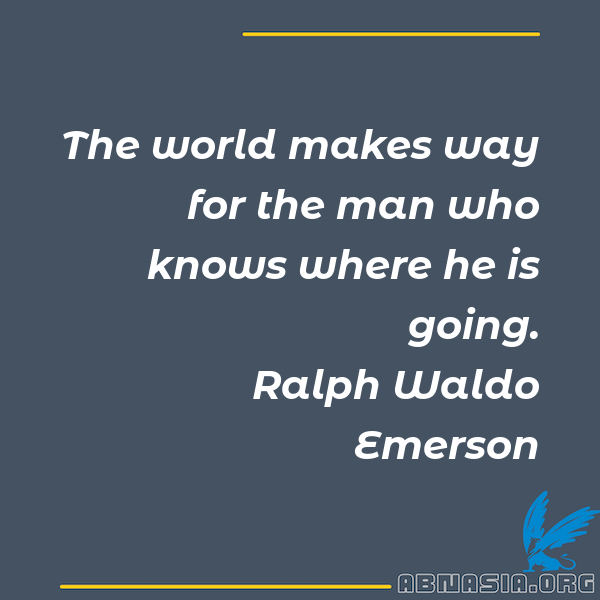 The world makes way
for the man who
knows where he is
going.
Ralph Waldo
Emerson
ABNASIA.ORG